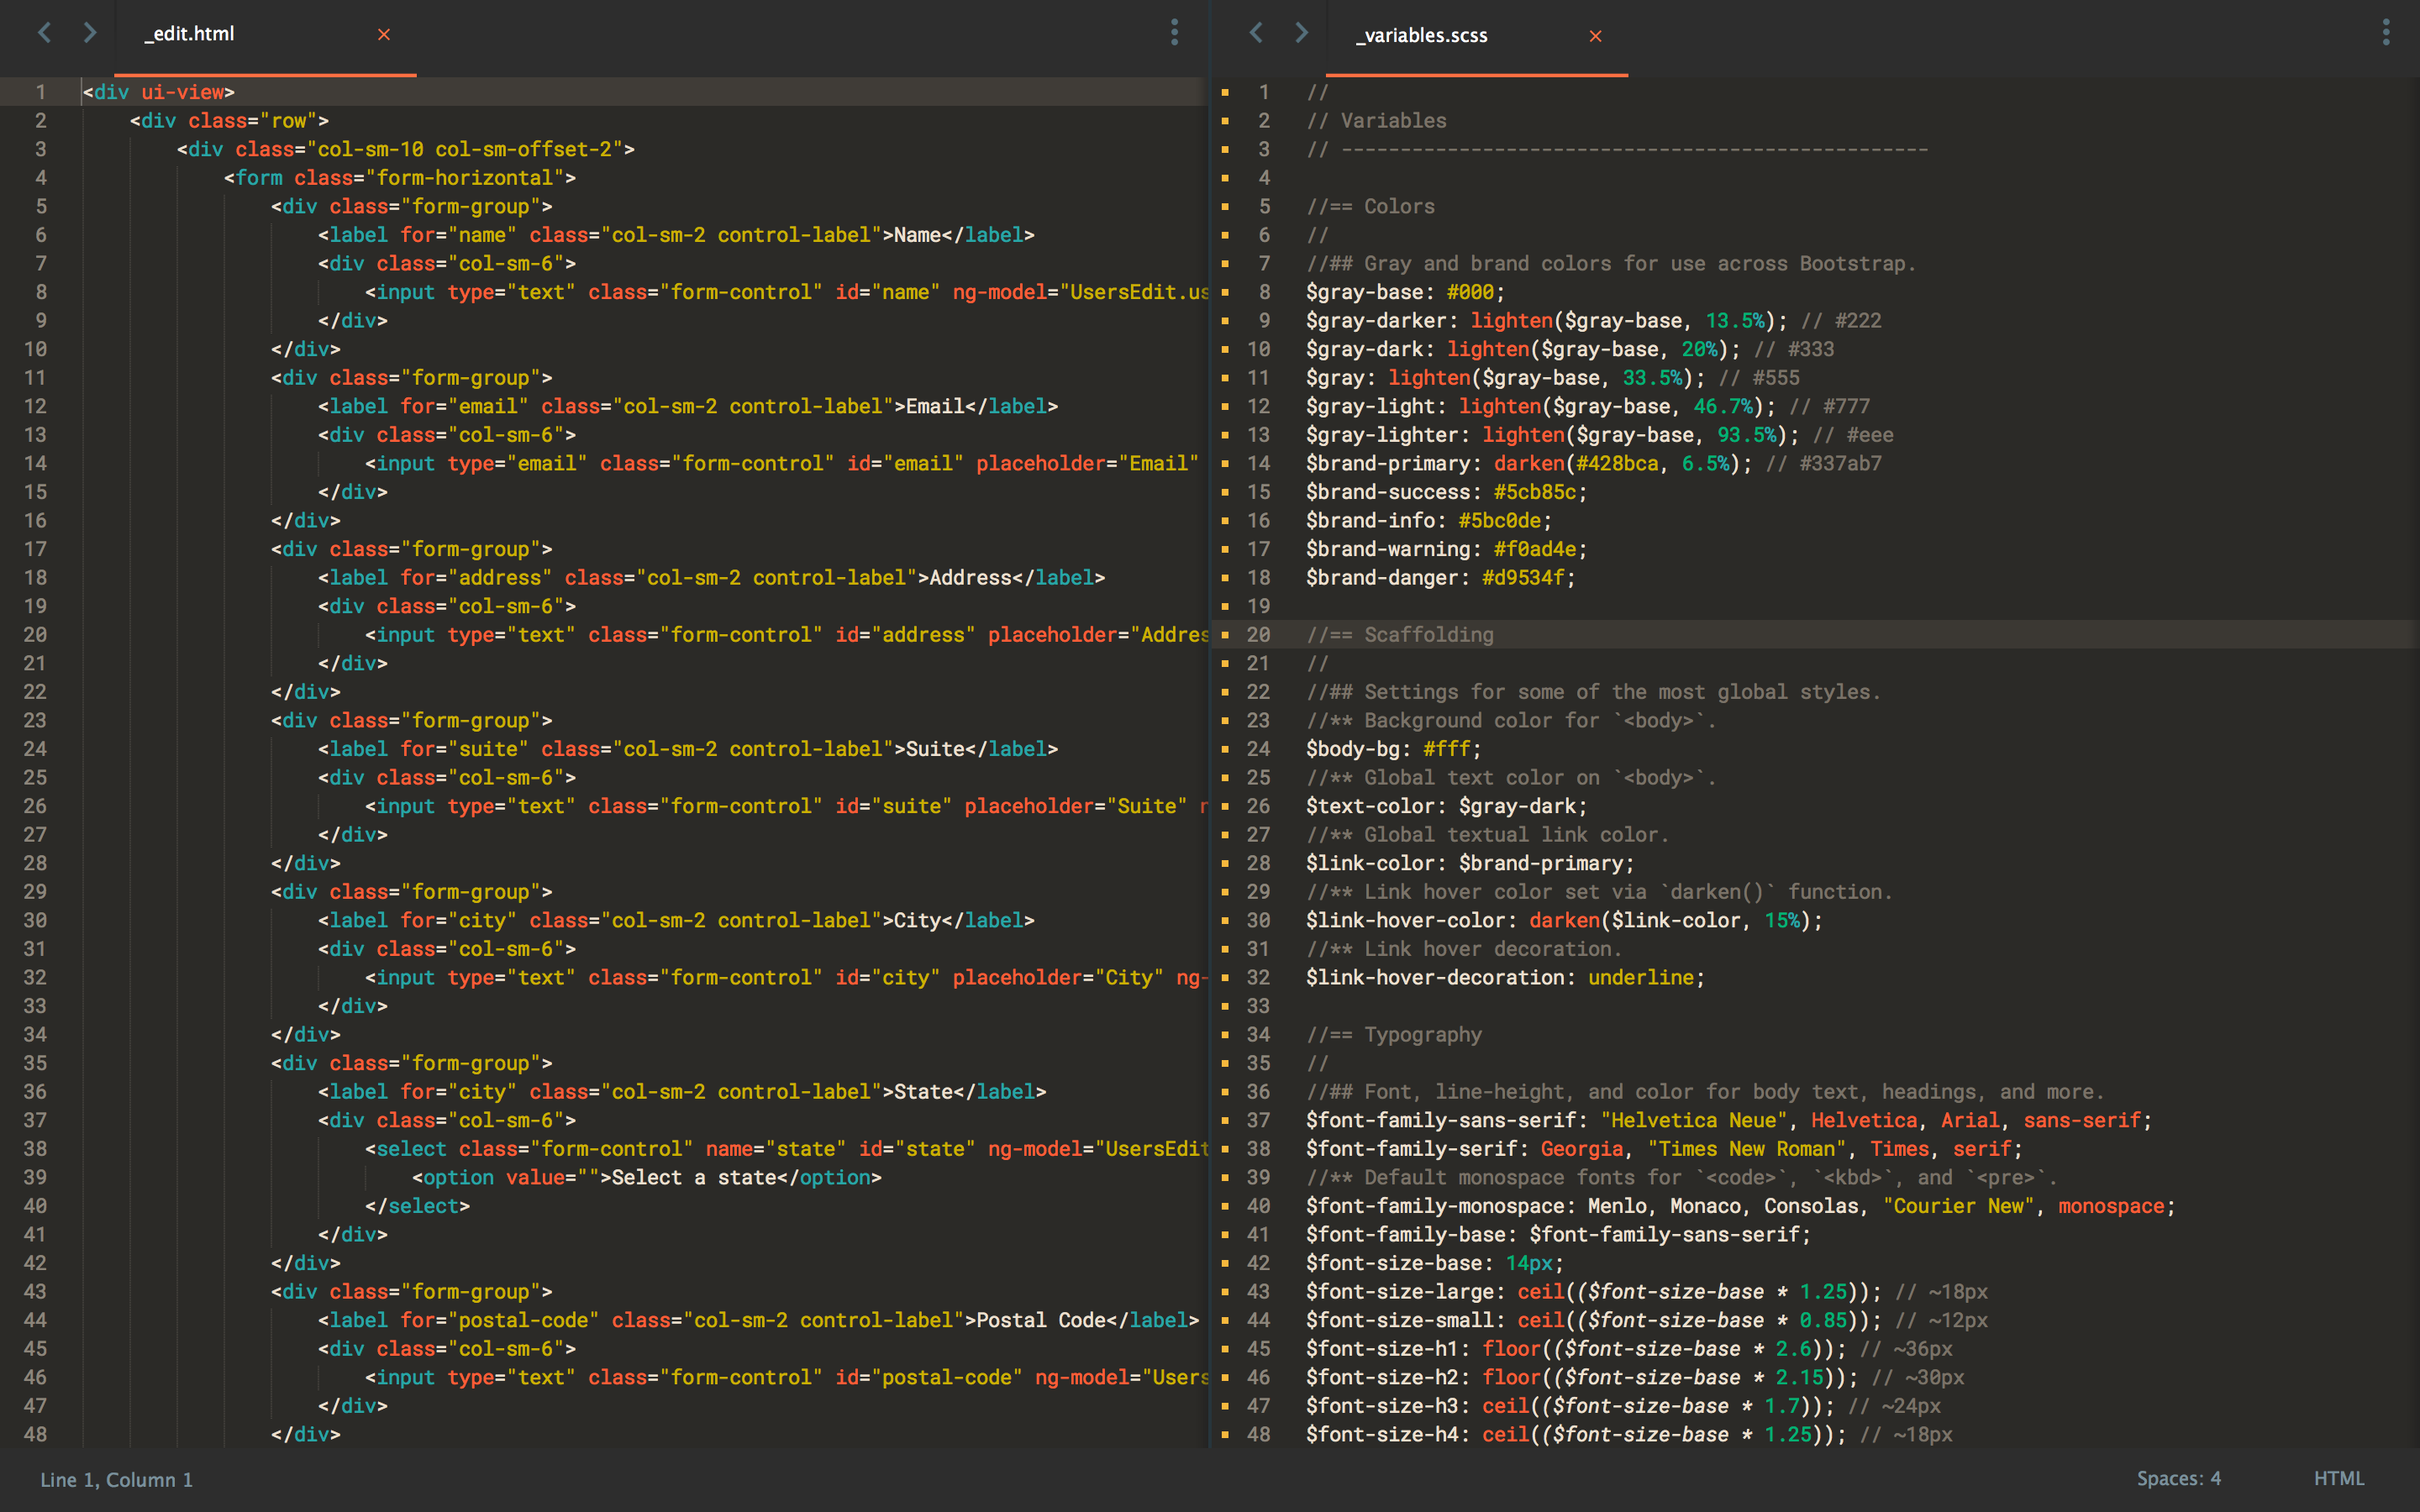 _edit.html ×
1 <div ui-view>
2 <div class="row">
3 <div class="col-sm-10 col-sm-offset-2">
4 <form class="form-horizontal">
5 <div class="form-group">
6 <label for="name" class="col-sm-2 control-label">Name</label>
7 <div class="col-sm-6">
8 <input type="text" class="form-control" id="name" ng-model="UsersEdit.us
9 </div>
10 </div>
11 <div class="form-group">
12 <label for="email" class="col-sm-2 control-label">Email</label>
13 <div class="col-sm-6">
14 <input type="email" class="form-control" id="email" placeholder="Email"
15 </div>
16 </div>
17 <div class="form-group">
18 <label for="address" class="col-sm-2 control-label">Address</label>
19 <div class="col-sm-6">
20 <input type="text" class="form-control" id="address" placeholder="Addres
21 </div>
22 </div>
23 <div class="form-group">
24 <label for="suite" class="col-sm-2 control-label">Suite</label>
25 <div class="col-sm-6">
26 <input type="text" class="form-control" id="suite" placeholder="Suite"
27 </div>
28 </div>
29 <div class="form-group">
30 <label for="city" class="col-sm-2 control-label">City</label>
31 <div class="col-sm-6">
32 <input type="text" class="form-control" id="city" placeholder="City" ng-
33 </div>
34 </div>
35 <div class="form-group">
36 <label for="city" class="col-sm-2 control-label">State</label>
37 <div class="col-sm-6">
38 <select class="form-control" name="state" id="state" ng-model="UsersEdit
39 <option value="">Select a state</option>
40 </select>
41 </div>
42 </div>
43 <div class="form-group">
44 <label for="postal-code" class="col-sm-2 control-label">Postal Code</label>
45 <div class="col-sm-6">
46 <input type="text" class="form-control" id="postal-code" ng-model="Users
47 </div>
48 </div>
_variables.scss ×
1 //
2 // Variables
3 // --------------------------------------------------
4
5 //== Colors
6 //
7 //## Gray and brand colors for use across Bootstrap.
8 $gray-base: #000;
9 $gray-darker: lighten($gray-base, 13.5%); // #222
10 $gray-dark: lighten($gray-base, 20%); // #333
11 $gray: lighten($gray-base, 33.5%); // #555
12 $gray-light: lighten($gray-base, 46.7%); // #777
13 $gray-lighter: lighten($gray-base, 93.5%); // #eee
14 $brand-primary: darken(#428bca, 6.5%); // #337ab7
15 $brand-success: #5cb85c;
16 $brand-info: #5bc0de;
17 $brand-warning: #f0ad4e;
18 $brand-danger: #d9534f;
19
20 //== Scaffolding
21 //
22 //## Settings for some of the most global styles.
23 //** Background color for `<body>`.
24 $body-bg: #fff;
25 //** Global text color on `<body>`.
26 $text-color: $gray-dark;
27 //** Global textual link color.
28 $link-color: $brand-primary;
29 //** Link hover color set via `darken()` function.
30 $link-hover-color: darken($link-color, 15%);
31 //** Link hover decoration.
32 $link-hover-decoration: underline;
33
34 //== Typography
35 //
36 //## Font, line-height, and color for body text, headings, and more.
37 $font-family-sans-serif: "Helvetica Neue", Helvetica, Arial, sans-serif;
38 $font-family-serif: Georgia, "Times New Roman", Times, serif;
39 //** Default monospace fonts for `<code>`, `<kbd>`, and `<pre>`.
40 $font-family-monospace: Menlo, Monaco, Consolas, "Courier New", monospace;
41 $font-family-base: $font-family-sans-serif;
42 $font-size-base: 14px;
43 $font-size-large: ceil(($font-size-base * 1.25)); // ~18px
44 $font-size-small: ceil(($font-size-base * 0.85)); // ~12px
45 $font-size-h1: floor(($font-size-base * 2.6)); // ~36px
46 $font-size-h2: floor(($font-size-base * 2.15)); // ~30px
47 $font-size-h3: ceil(($font-size-base * 1.7)); // ~24px
48 $font-size-h4: ceil(($font-size-base * 1.25)); // ~18px
Line 1, Column 1
Spaces: 4
HTML